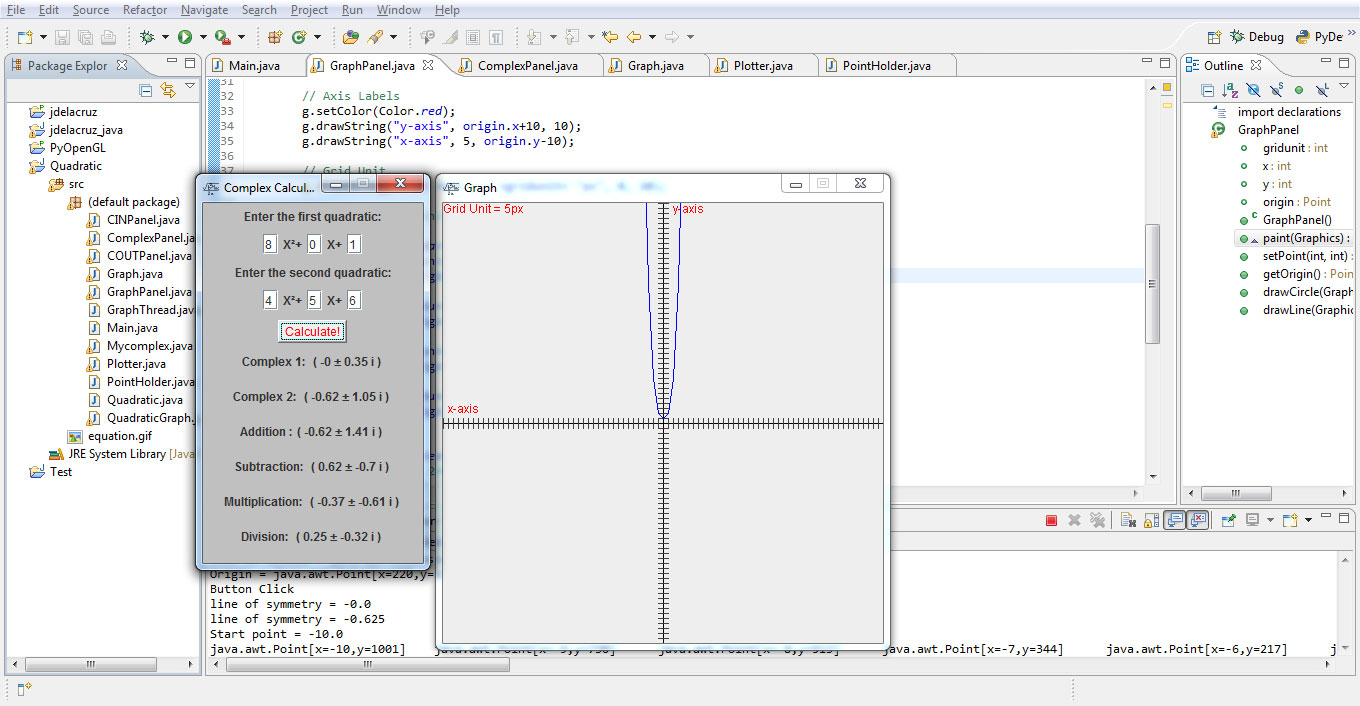 File Edit Source Refactor Navigate Search Project Run Window Help
Debug PyDe
Package Explor
Main.java GraphPanel.java ComplexPanel.java Graph.java Plotter.java PointHolder.java
Outline
jdelacruz
jdelacruz_java
PyOpenGL
Quadratic
src
(default package)
CINPanel.java
ComplexPanel.ja
COUTPanel.java
Graph.java
GraphPanel.java
GraphThread.jav
Main.java
Mycomplex.java
Plotter.java
PointHolder.java
Quadratic.java
QuadraticGraph.
equation.gif
JRE System Library [Java
Test
31
32 // Axis Labels
33 g.setColor(Color.red);
34 g.drawString("y-axis", origin.x+10, 10);
35 g.drawString("x-axis", 5, origin.y-10);
36
37 // Grid Unit
import declarations
GraphPanel
gridunit : int
x : int
y : int
origin : Point
GraphPanel()
paint(Graphics) :
setPoint(int, int) :
getOrigin() : Poin
drawCircle(Graph
drawLine(Graphic
Complex Calcul...
Enter the first quadratic:
8 X²+ 0 X+ 1
Enter the second quadratic:
4 X²+ 5 X+ 6
Calculate!
Complex 1: ( -0 ± 0.35 i )
Complex 2: ( -0.62 ± 1.05 i )
Addition : ( -0.62 ± 1.41 i )
Subtraction: ( 0.62 ± -0.7 i )
Multiplication: ( -0.37 ± -0.61 i )
Division: ( 0.25 ± -0.32 i )
Graph
Grid Unit = 5px
y-axis
x-axis
Origin = java.awt.Point[x=220,y=
Button Click
line of symmetry = -0.0
line of symmetry = -0.625
Start point = -10.0
java.awt.Point[x=-10,y=1001] java.awt.Point[x=-7,y=344] java.awt.Point[x=-6,y=217] j